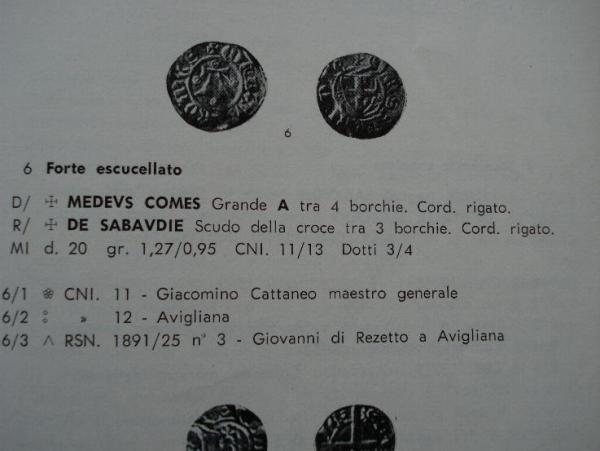 6
6 Forte escucellato
D/ ☩ MEDEVS COMES Grande A tra 4 borchie. Cord. rigato.
R/ ☩ DE SABAVDIE Scudo della croce tra 3 borchie. Cord. rigato.
MI d. 20 gr. 1,27/0,95 CNI. 11/13 Dotti 3/4
6/1 ❀ CNI. 11 - Giacomino Cattaneo maestro generale
6/2 ° » 12 - Avigliana
6/3 ∧ RSN. 1891/25 n° 3 - Giovanni di Rezetto a Avigliana